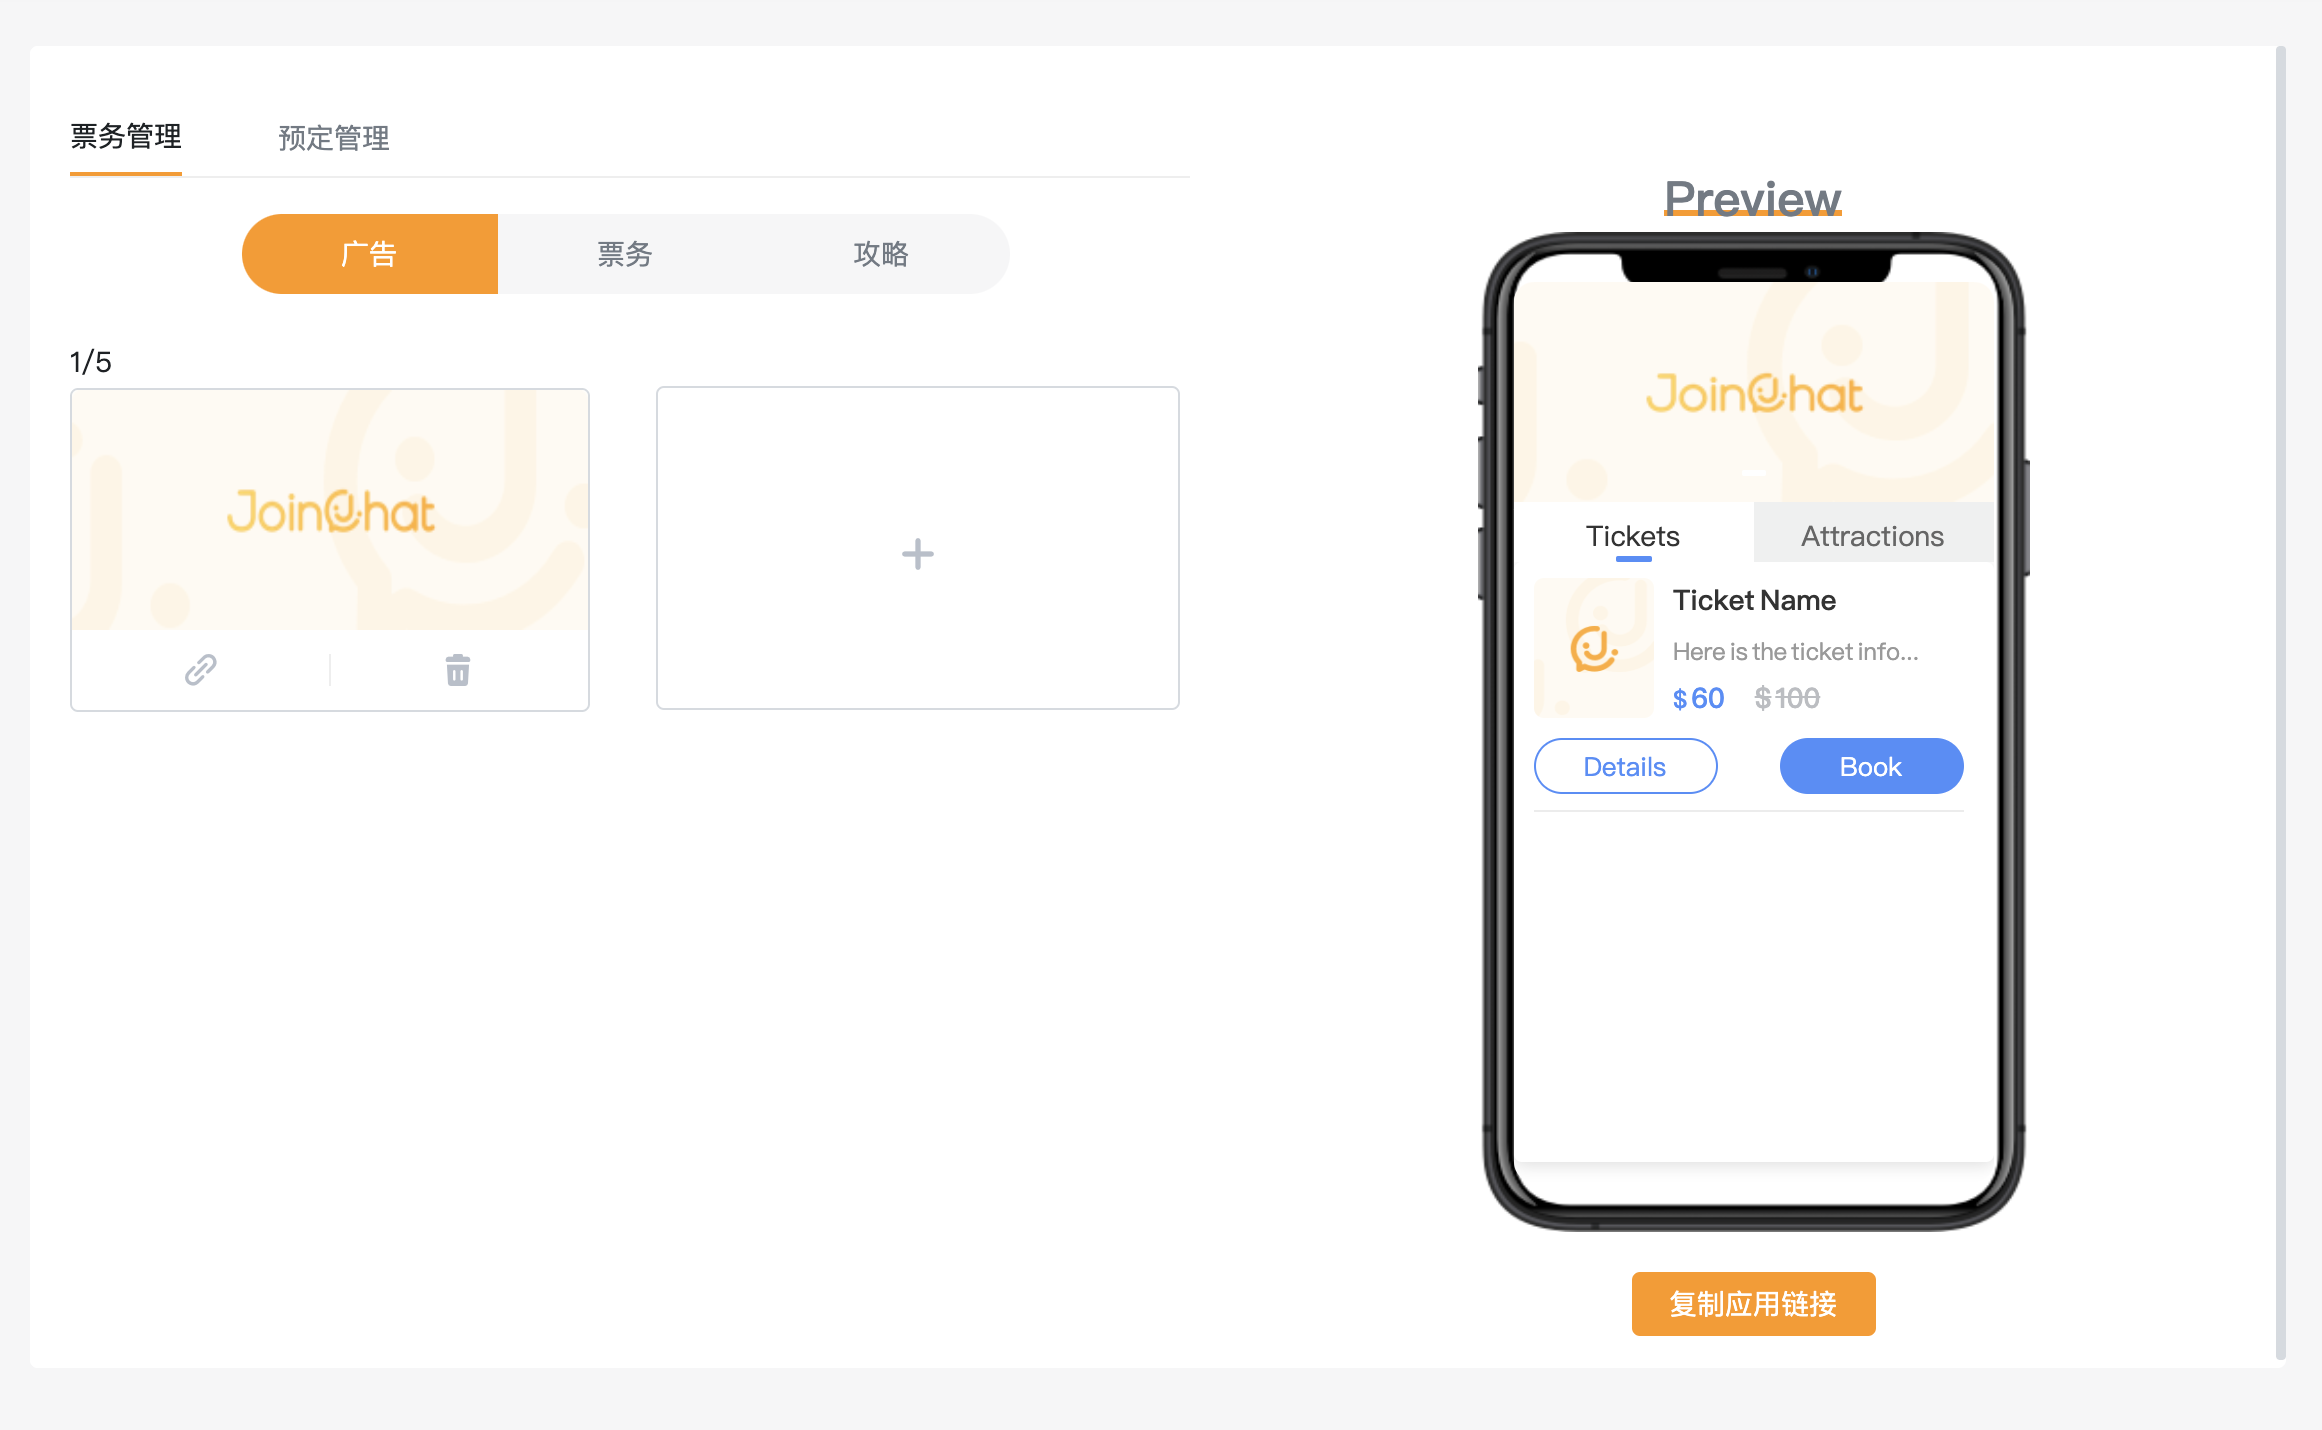 票务管理
预定管理
广告
票务
攻略
1/5
JoinChat
Preview
JoinChat
Tickets
Attractions
Ticket Name
Here is the ticket info...
$ 60 $ 100
Details
Book
复制应用链接